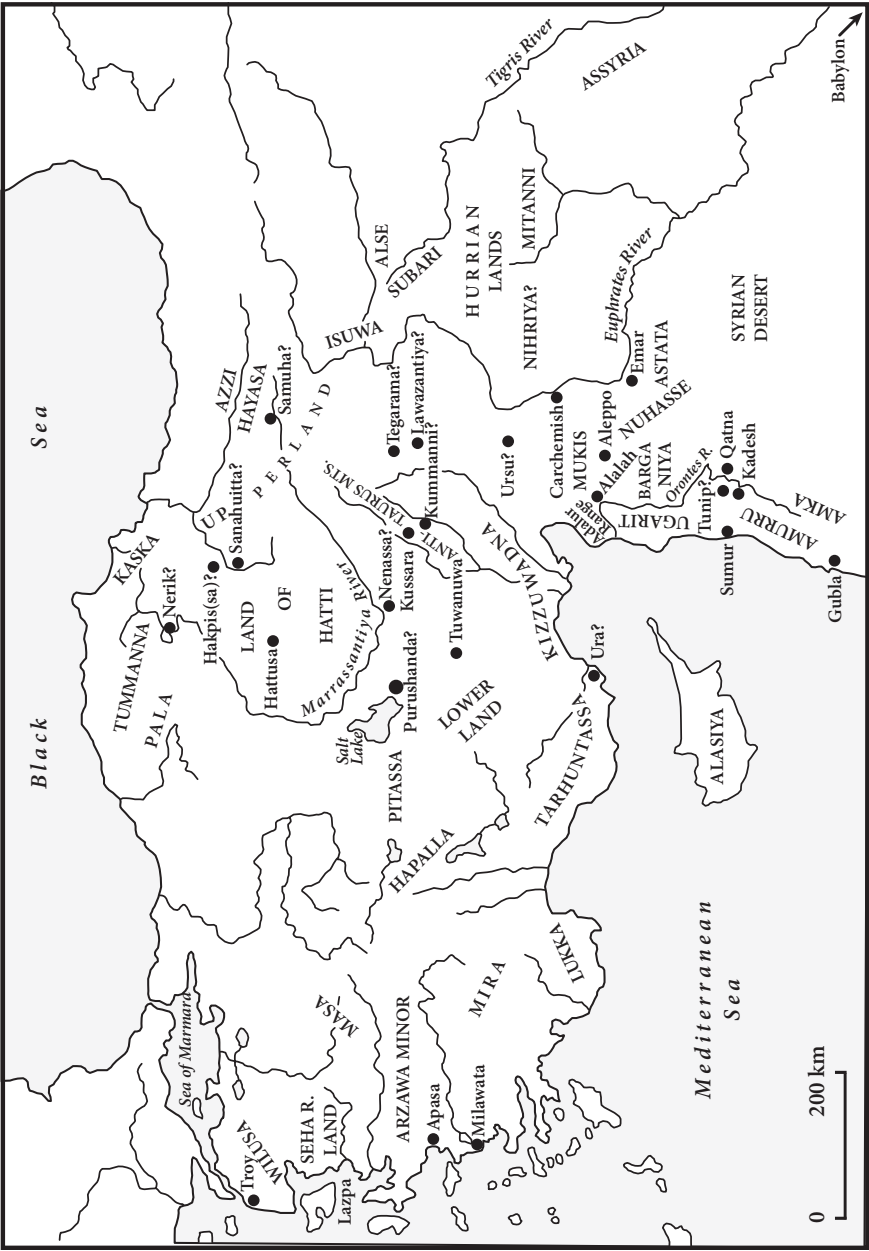 Black
Sea
Sea of Marmara
TUMMANNA
PALA
KASKA
Nerik?
Hakpis(sa)?
Sanahuitta?
LAND
OF
HATTI
Hattusa
Marrassantiya River
UPPERLAND
AZZI
HAYASA
Samuha?
ISUWA
ALSE
SUBARI
Tigris River
ASSYRIA
Babylon
Troy
WILUSA
MASA
SEHA R.
LAND
Lazpa
ARZAWA MINOR
Apasa
Milawata
MIRA
LUKKA
HAPALLA
PITASSA
Salt
Lake
Purushanda?
Nenassa?
Kussara
Kummanni?
TAURUS MTS.
ANTI-
Tegarama?
Lawazantiya?
Tuwanuwa
LOWER
LAND
KIZZUWADNA
TARHUNTASSA
Ura?
HURRIAN
LANDS
MITANNI
NIHRIYA?
Ursu?
Carchemish
MUKIS
Aleppo
Alalah
Adalur
Range
Euphrates River
Emar
ASTATA
NUHASSE
BARGA
NIYA
UGARIT
Orontes R.
Tunip?
Qatna
Kadesh
Sumur
AMURRU
AMKA
Gubla
SYRIAN
DESERT
ALASIYA
Mediterranean
Sea
0 200 km